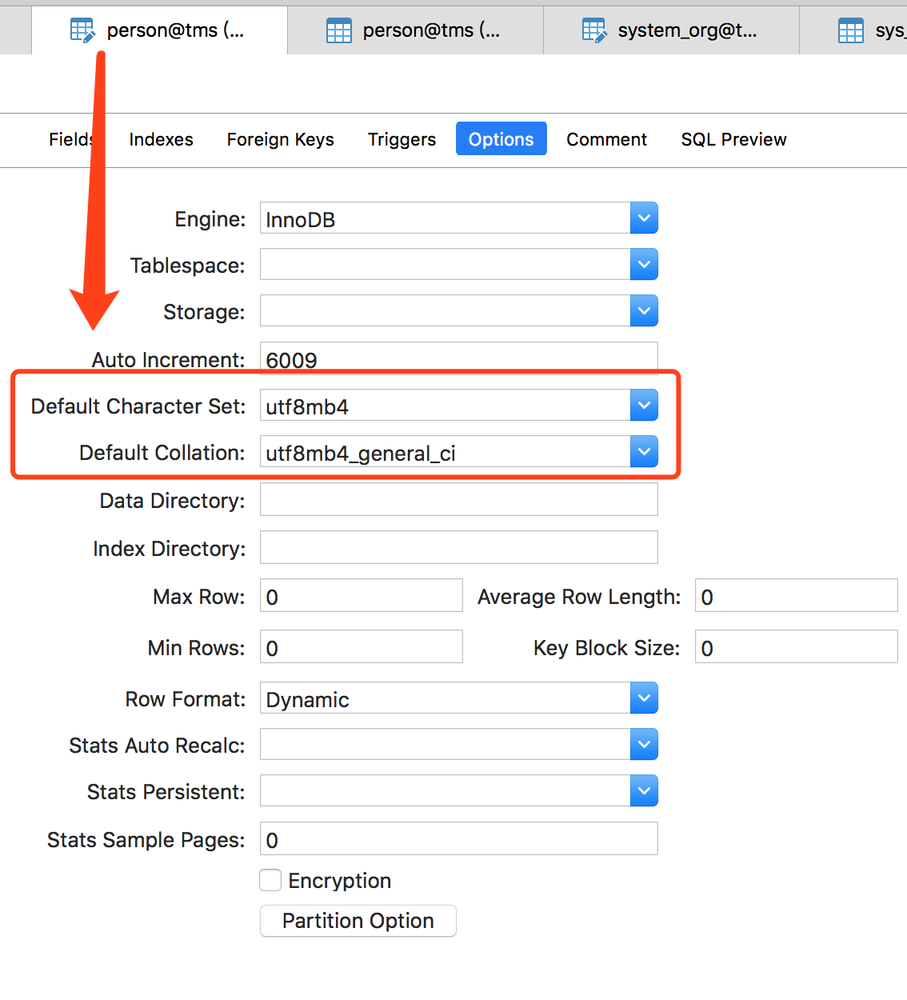 person@tms (... person@tms (... system_org@t... sys_
Fields Indexes Foreign Keys Triggers Options Comment SQL Preview
Engine: InnoDB
Tablespace:
Storage:
Auto Increment: 6009
Default Character Set: utf8mb4
Default Collation: utf8mb4_general_ci
Data Directory:
Index Directory:
Max Row: 0 Average Row Length: 0
Min Rows: 0 Key Block Size: 0
Row Format: Dynamic
Stats Auto Recalc:
Stats Persistent:
Stats Sample Pages: 0
Encryption
Partition Option